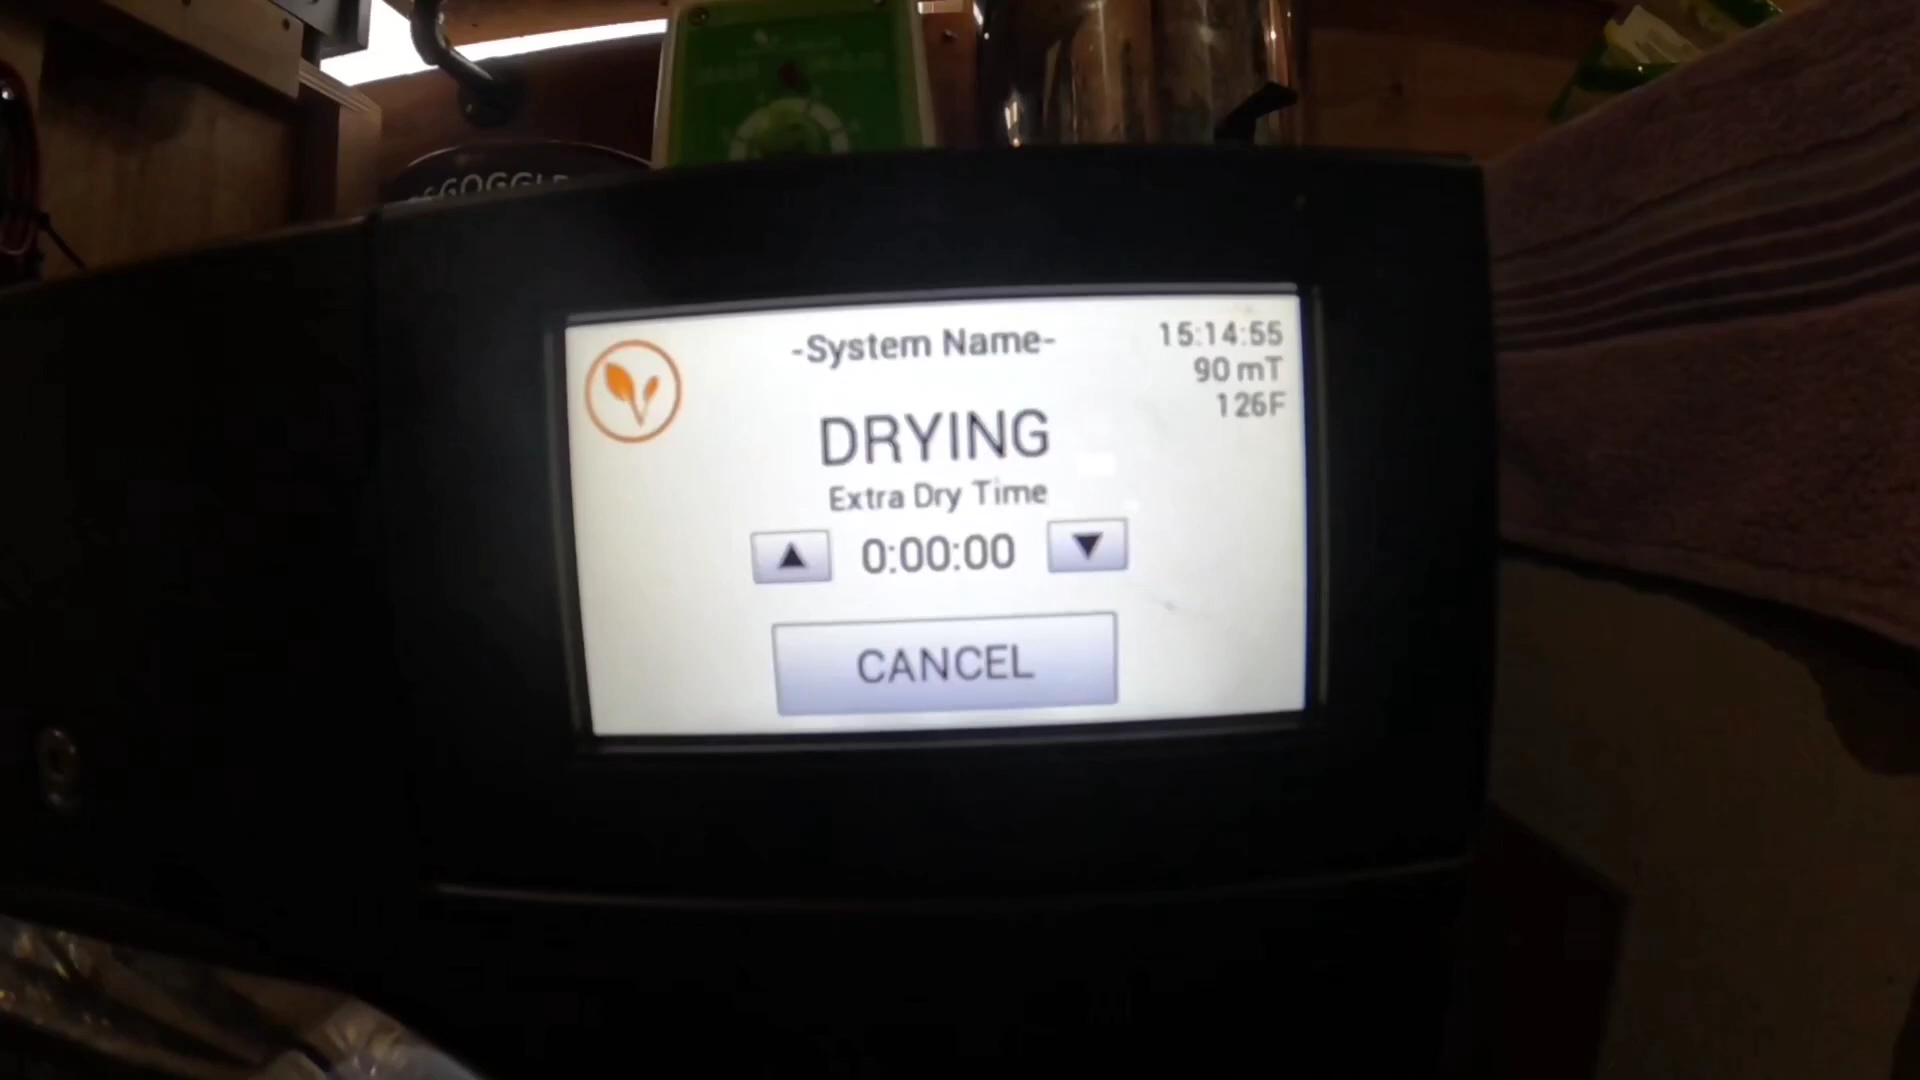 -System Name-
15:14:55
90 mT
126F
DRYING
Extra Dry Time
▲ 0:00:00 ▼
CANCEL